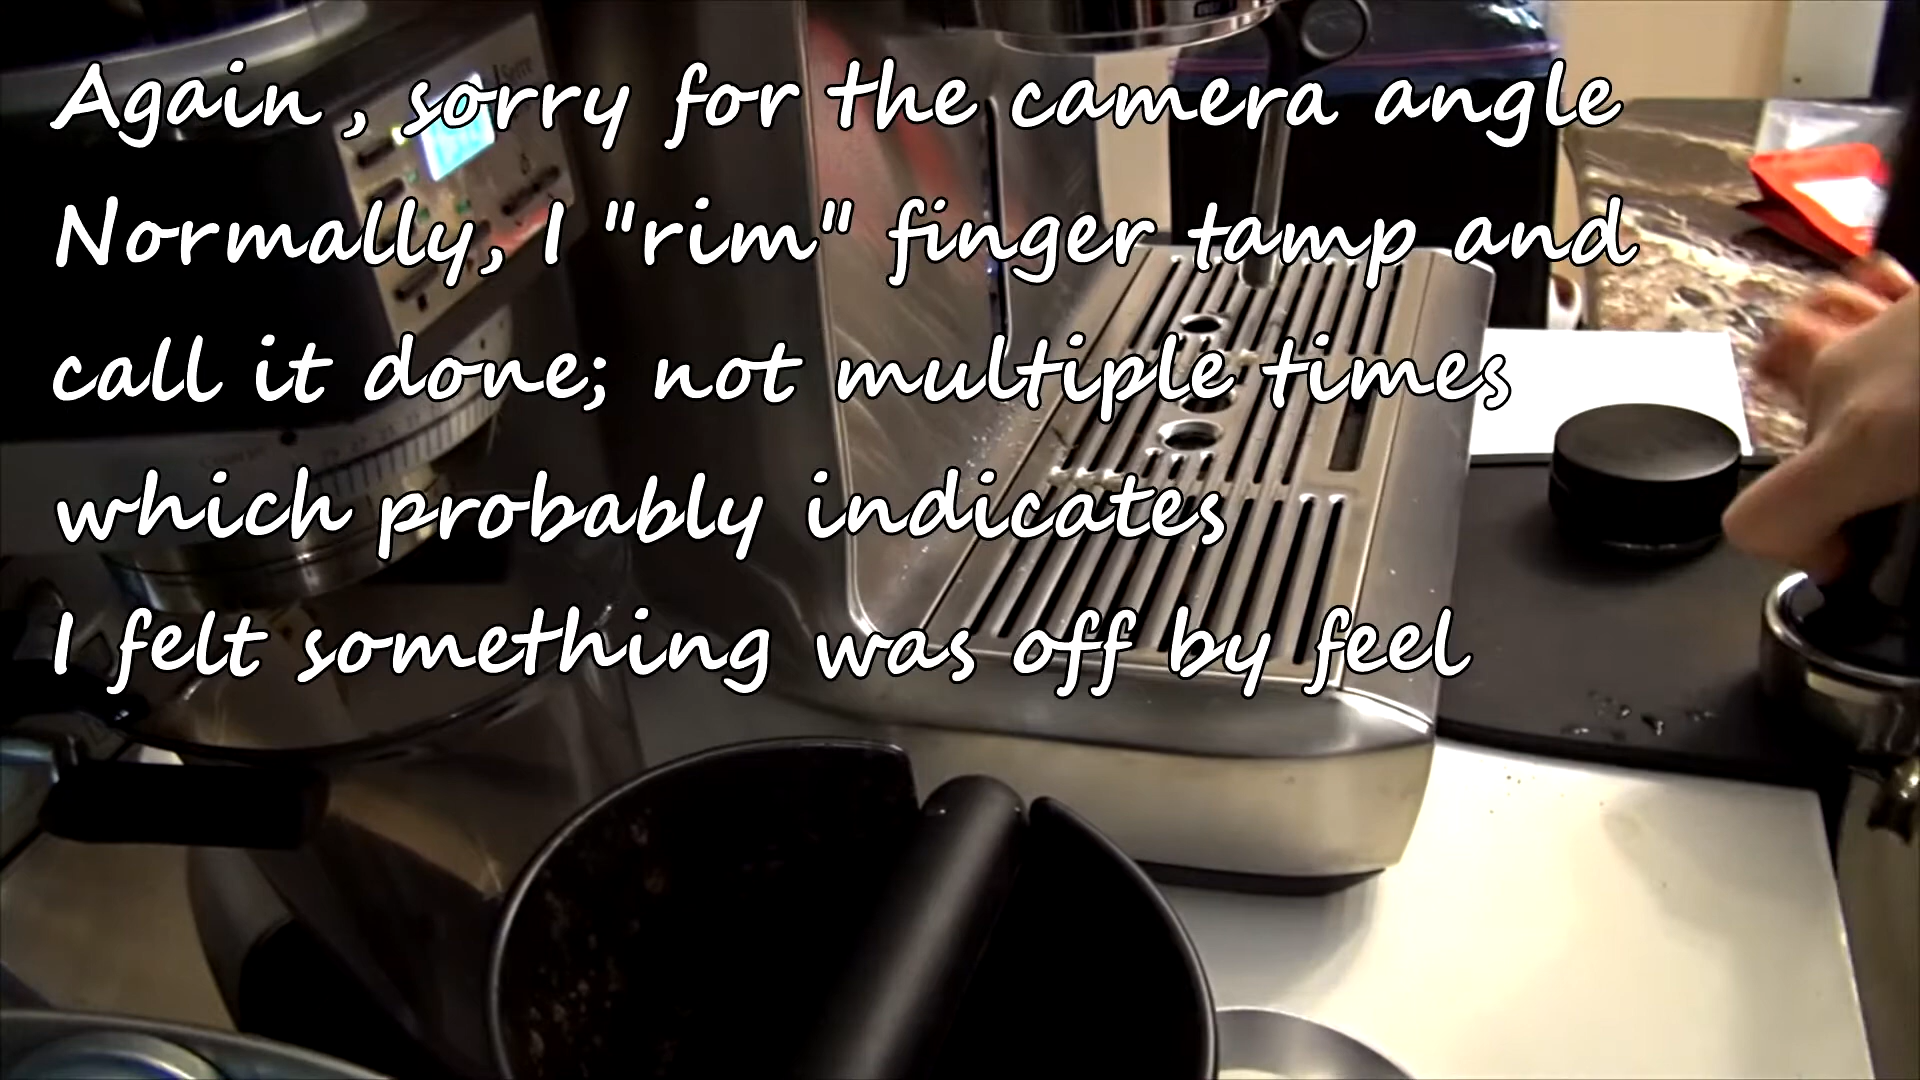 Again , sorry for the camera angle
Normally, I "rim" finger tamp and
call it done; not multiple times
which probably indicates
I felt something was off by feel